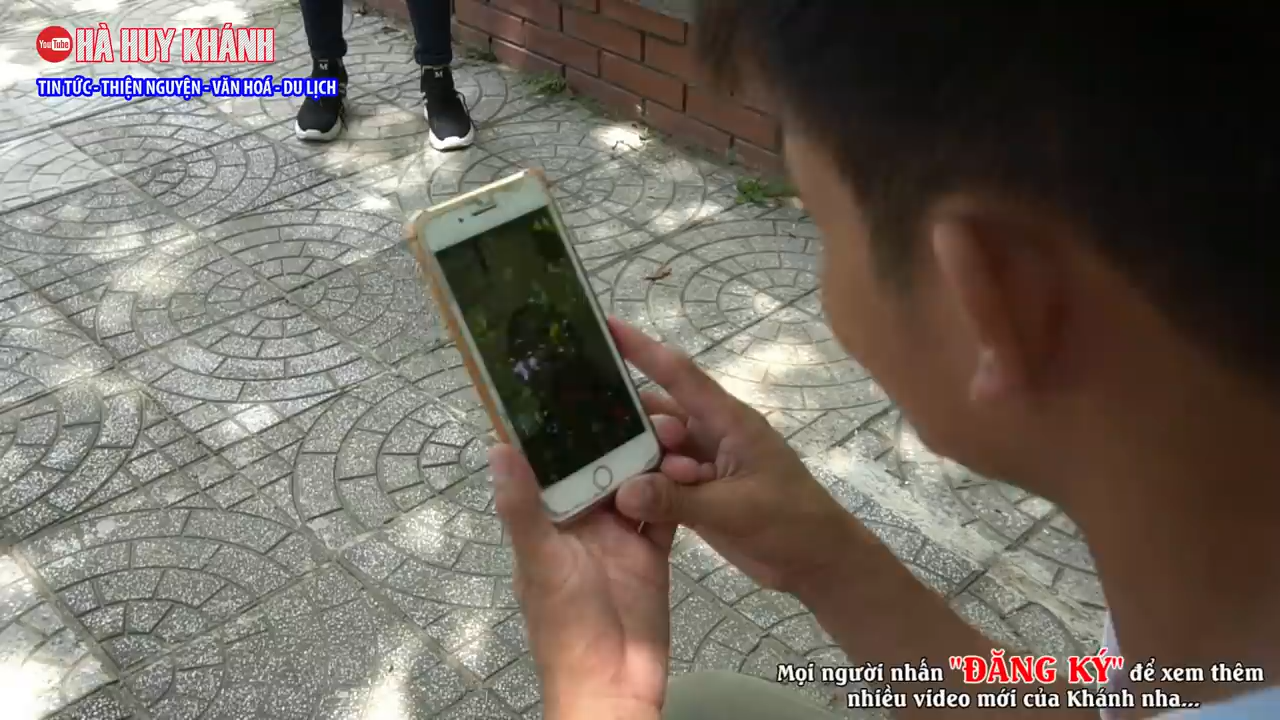 YouTube HÀ HUY KHÁNH
TIN TỨC - THIỆN NGUYỆN - VĂN HOÁ - DU LỊCH
M M
Mọi người nhấn "ĐĂNG KÝ" để xem thêm
nhiều video mới của Khánh nha...